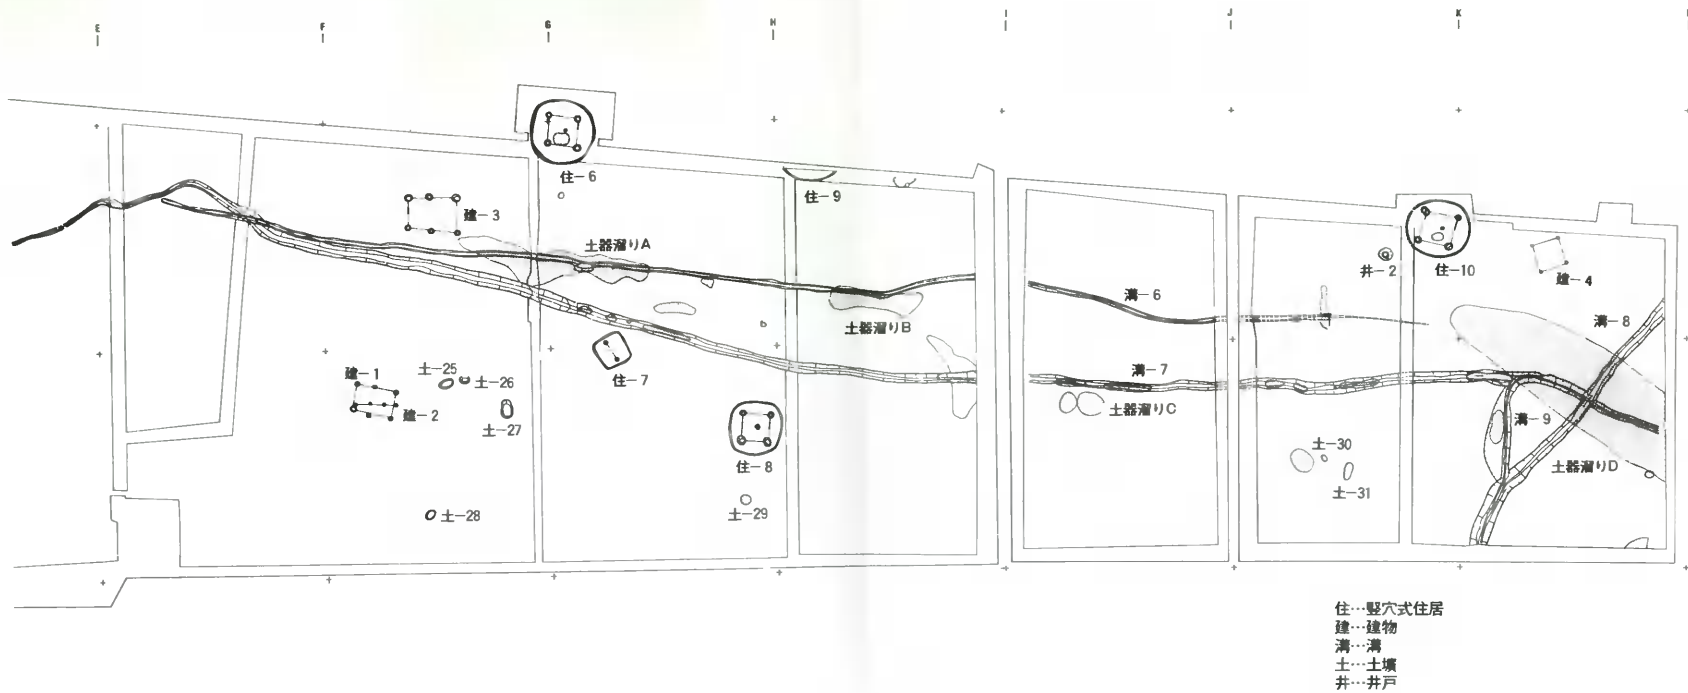 E F G H I J K
住-6
住-9
建-3
土器溜りA
井-2
住-10
建-4
溝-6
土器溜りB
溝-8
住-7
溝-7
土-25
土-26
建-1
建-2
土-27
土器溜りC
溝-9
住-8
土-30
土器溜りD
土-31
土-28
土-29
住…竪穴式住居
建…建物
溝…溝
土…土壙
井…井戸